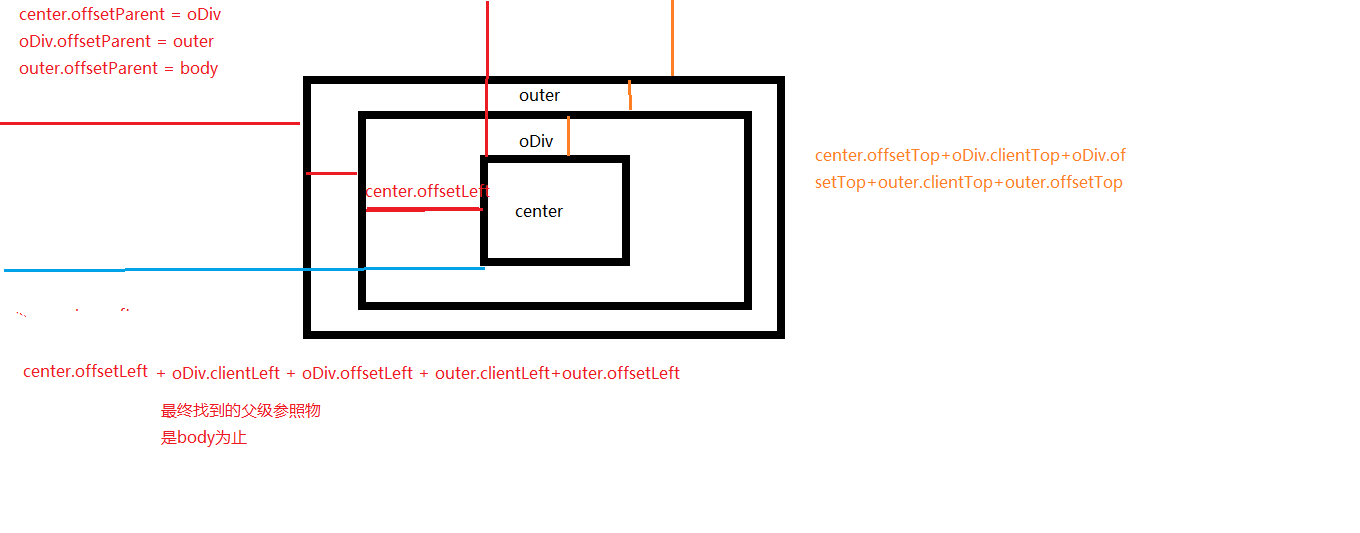 center.offsetParent = oDiv
oDiv.offsetParent = outer
outer.offsetParent = body
outer
oDiv
center.offsetLeft
center
center.offsetTop+oDiv.clientTop+oDiv.of
setTop+outer.clientTop+outer.offsetTop
center.offsetLeft + oDiv.clientLeft + oDiv.offsetLeft + outer.clientLeft+outer.offsetLeft
最终找到的父级参照物
是body为止